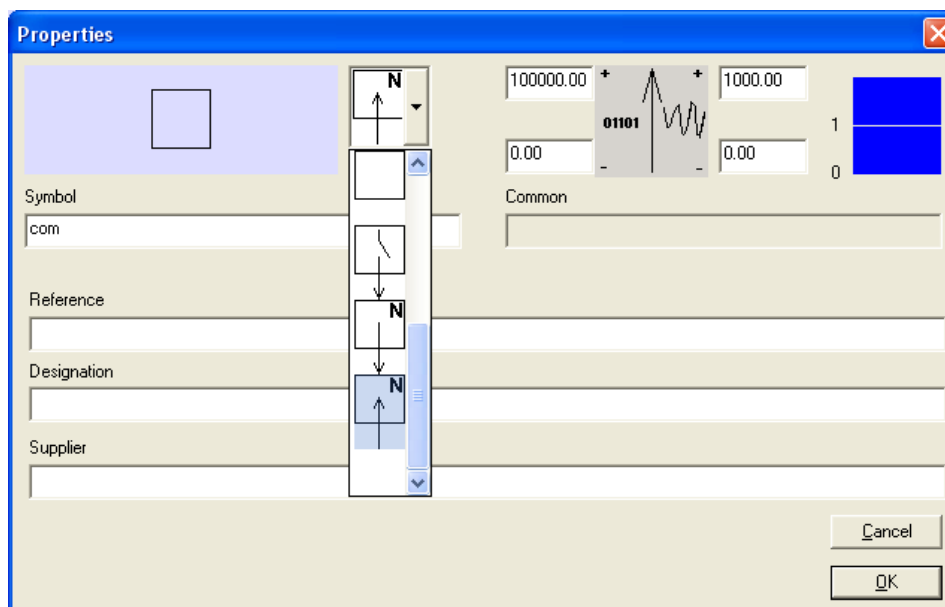 Properties
N
100000.00
+
+
1000.00
01101
1
0.00
-
-
0.00
0
Symbol
Common
com
N
N
Reference
Designation
Supplier
Cancel
OK